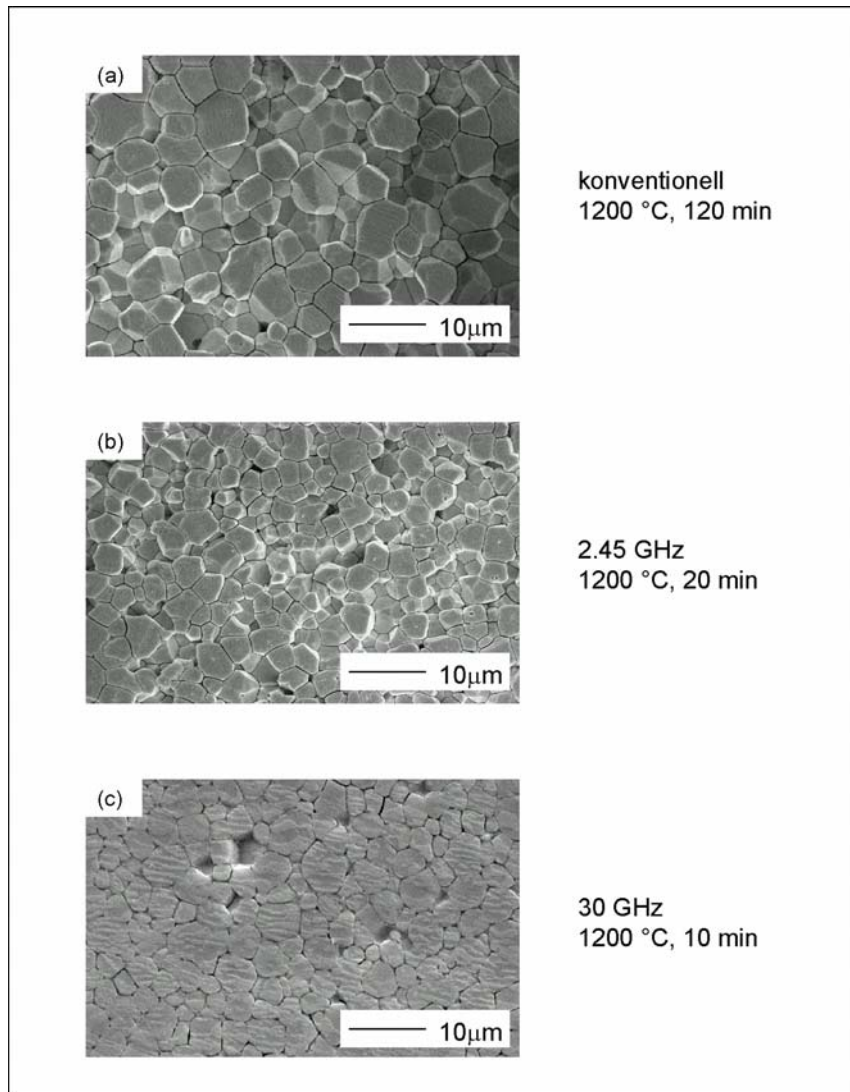 (a)
konventionell
1200 °C, 120 min
10μm
(b)
2.45 GHz
1200 °C, 20 min
10μm
(c)
30 GHz
1200 °C, 10 min
10μm